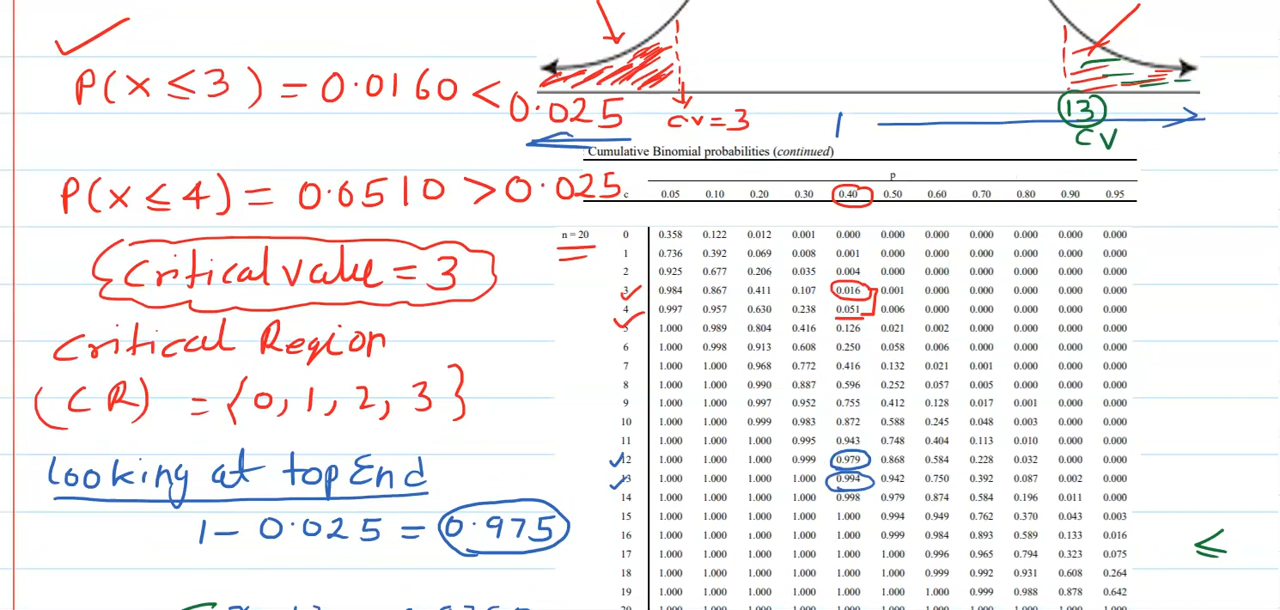 P(X ≤ 3) = 0.0160 < 0.025
CV = 3
13
CV
P(X ≤ 4) = 0.0510 > 0.025
{Critical value = 3}
Critical Region
(CR) = {0, 1, 2, 3}
Looking at top End
1 - 0.025 = 0.975
≤
Cumulative Binomial probabilities (continued)
p
c 0.05 0.10 0.20 0.30 0.40 0.50 0.60 0.70 0.80 0.90 0.95
n = 20 0 0.358 0.122 0.012 0.001 0.000 0.000 0.000 0.000 0.000 0.000 0.000
1 0.736 0.392 0.069 0.008 0.001 0.000 0.000 0.000 0.000 0.000 0.000
2 0.925 0.677 0.206 0.035 0.004 0.000 0.000 0.000 0.000 0.000 0.000
3 0.984 0.867 0.411 0.107 0.016 0.001 0.000 0.000 0.000 0.000 0.000
4 0.997 0.957 0.630 0.238 0.051 0.006 0.000 0.000 0.000 0.000 0.000
5 1.000 0.989 0.804 0.416 0.126 0.021 0.002 0.000 0.000 0.000 0.000
6 1.000 0.998 0.913 0.608 0.250 0.058 0.006 0.000 0.000 0.000 0.000
7 1.000 1.000 0.968 0.772 0.416 0.132 0.021 0.001 0.000 0.000 0.000
8 1.000 1.000 0.990 0.887 0.596 0.252 0.057 0.005 0.000 0.000 0.000
9 1.000 1.000 0.997 0.952 0.755 0.412 0.128 0.017 0.001 0.000 0.000
10 1.000 1.000 0.999 0.983 0.872 0.588 0.245 0.048 0.003 0.000 0.000
11 1.000 1.000 1.000 0.995 0.943 0.748 0.404 0.113 0.010 0.000 0.000
12 1.000 1.000 1.000 0.999 0.979 0.868 0.584 0.228 0.032 0.000 0.000
13 1.000 1.000 1.000 1.000 0.994 0.942 0.750 0.392 0.087 0.002 0.000
14 1.000 1.000 1.000 1.000 0.998 0.979 0.874 0.584 0.196 0.011 0.000
15 1.000 1.000 1.000 1.000 1.000 0.994 0.949 0.762 0.370 0.043 0.003
16 1.000 1.000 1.000 1.000 1.000 0.999 0.984 0.893 0.589 0.133 0.016
17 1.000 1.000 1.000 1.000 1.000 1.000 0.996 0.965 0.794 0.323 0.075
18 1.000 1.000 1.000 1.000 1.000 1.000 0.999 0.992 0.931 0.608 0.264
19 1.000 1.000 1.000 1.000 1.000 1.000 1.000 0.999 0.988 0.878 0.642